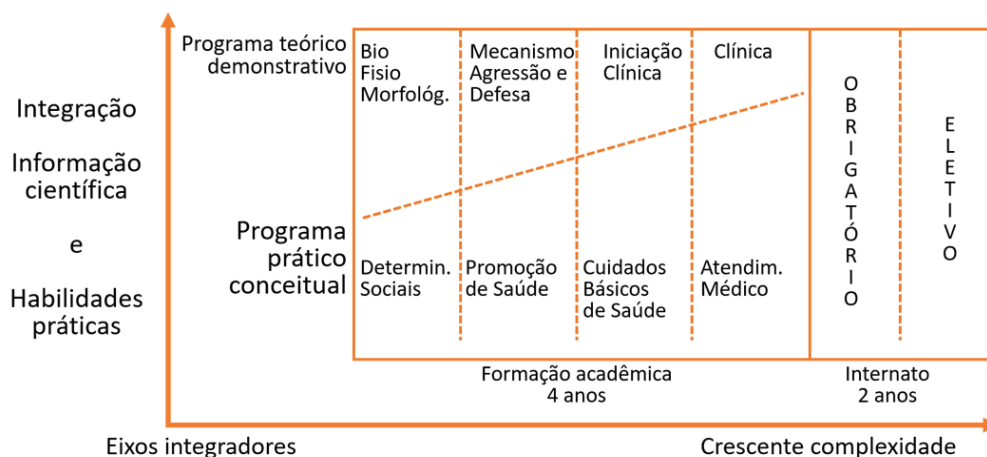 Integração
Informação
científica
e
Habilidades
práticas
Programa teórico
demonstrativo
Bio
Fisio
Morfológ.
Mecanismo
Agressão e
Defesa
Iniciação
Clínica
Clínica
Programa
prático
conceitual
Determin.
Sociais
Promoção
de Saúde
Cuidados
Básicos
de Saúde
Atendim.
Médico
OBRIGATÓRIO
ELETIVO
Formação acadêmica
4 anos
Internato
2 anos
Eixos integradores
Crescente complexidade